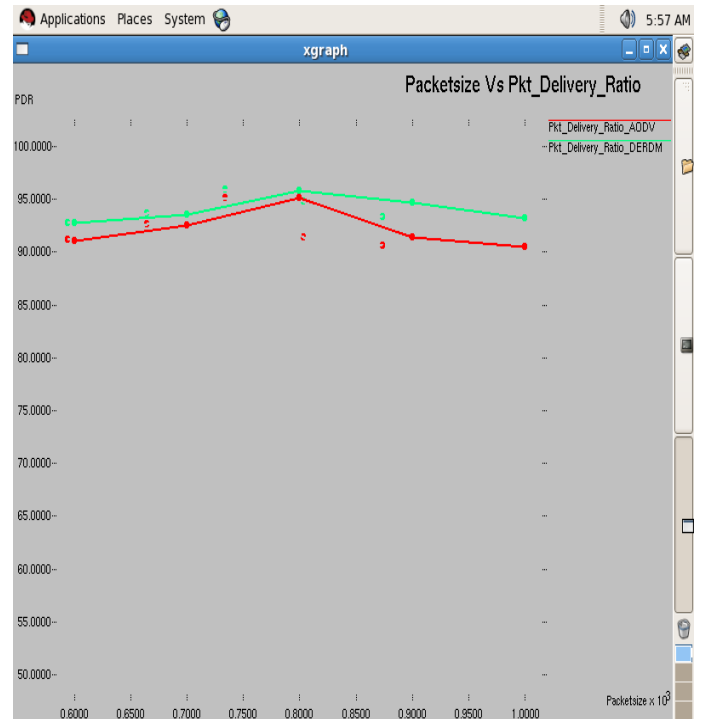 Applications Places System 5:57 AM
xgraph
Packetsize Vs Pkt_Delivery_Ratio
PDR
Pkt_Delivery_Ratio_AODV
100.0000
Pkt_Delivery_Ratio_DERDM
95.0000
90.0000
85.0000
80.0000
75.0000
70.0000
65.0000
60.0000
55.0000
50.0000
Packetsize x 10³
0.6000 0.6500 0.7000 0.7500 0.8000 0.8500 0.9000 0.9500 1.0000